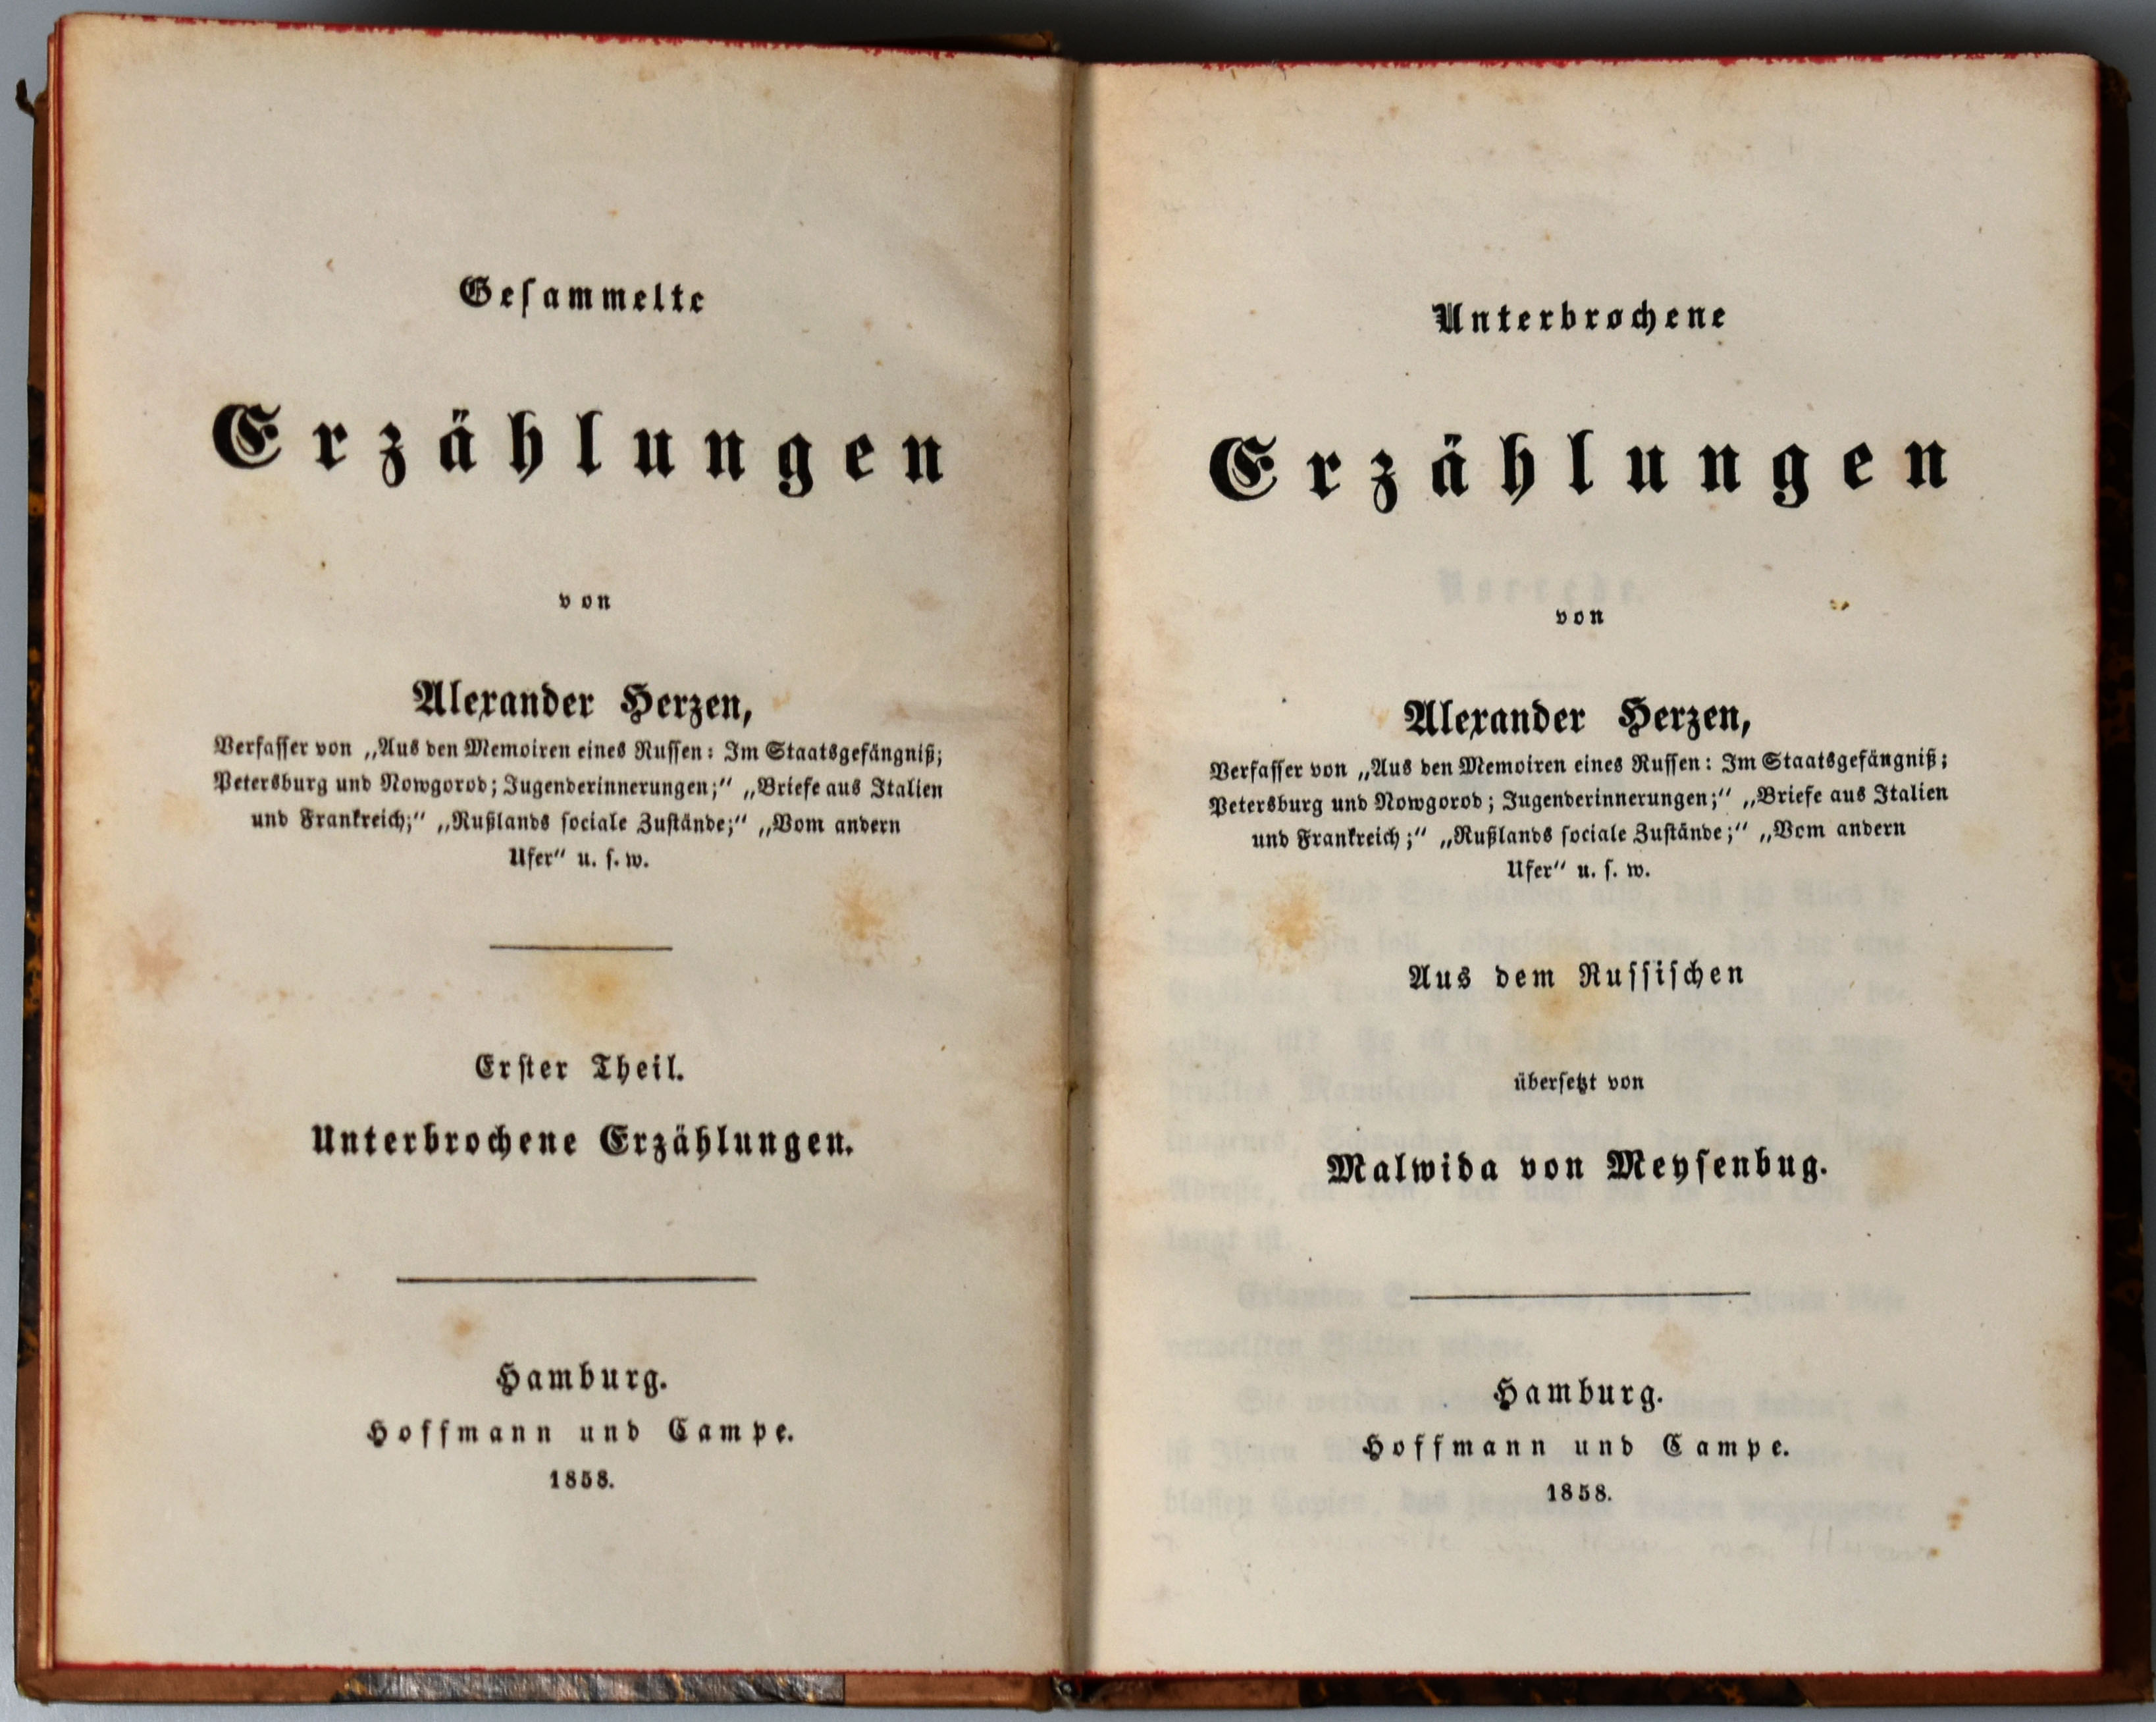 Gesammelte
Erzählungen
von
Alexander Herzen,
Verfasser von „Aus den Memoiren eines Russen: Im Staatsgefängniß;
Petersburg und Nowgorod; Jugenderinnerungen;“ „Briefe aus Italien
und Frankreich;“ „Rußlands sociale Zustände;“ „Vom andern
Ufer“ u. s. w.
Erster Theil.
Unterbrochene Erzählungen.
Hamburg.
Hoffmann und Campe.
1858.
Unterbrochene
Erzählungen
von
Alexander Herzen,
Verfasser von „Aus den Memoiren eines Russen: Im Staatsgefängniß;
Petersburg und Nowgorod; Jugenderinnerungen;“ „Briefe aus Italien
und Frankreich;“ „Rußlands sociale Zustände;“ „Vom andern
Ufer“ u. s. w.
Aus dem Russischen
übersetzt von
Malwida von Meysenbug.
Hamburg.
Hoffmann und Campe.
1858.